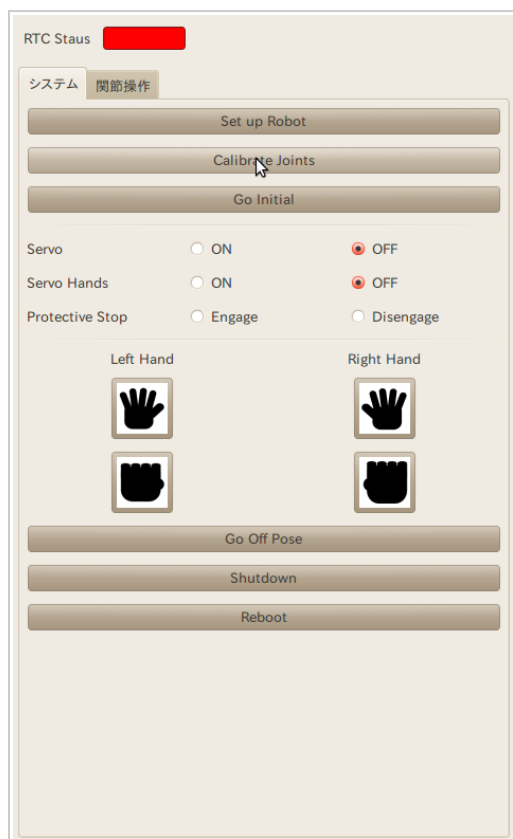 RTC Staus
システム 関節操作
Set up Robot
Calibrate Joints
Go Initial
Servo ON OFF
Servo Hands ON OFF
Protective Stop Engage Disengage
Left Hand Right Hand
Go Off Pose
Shutdown
Reboot